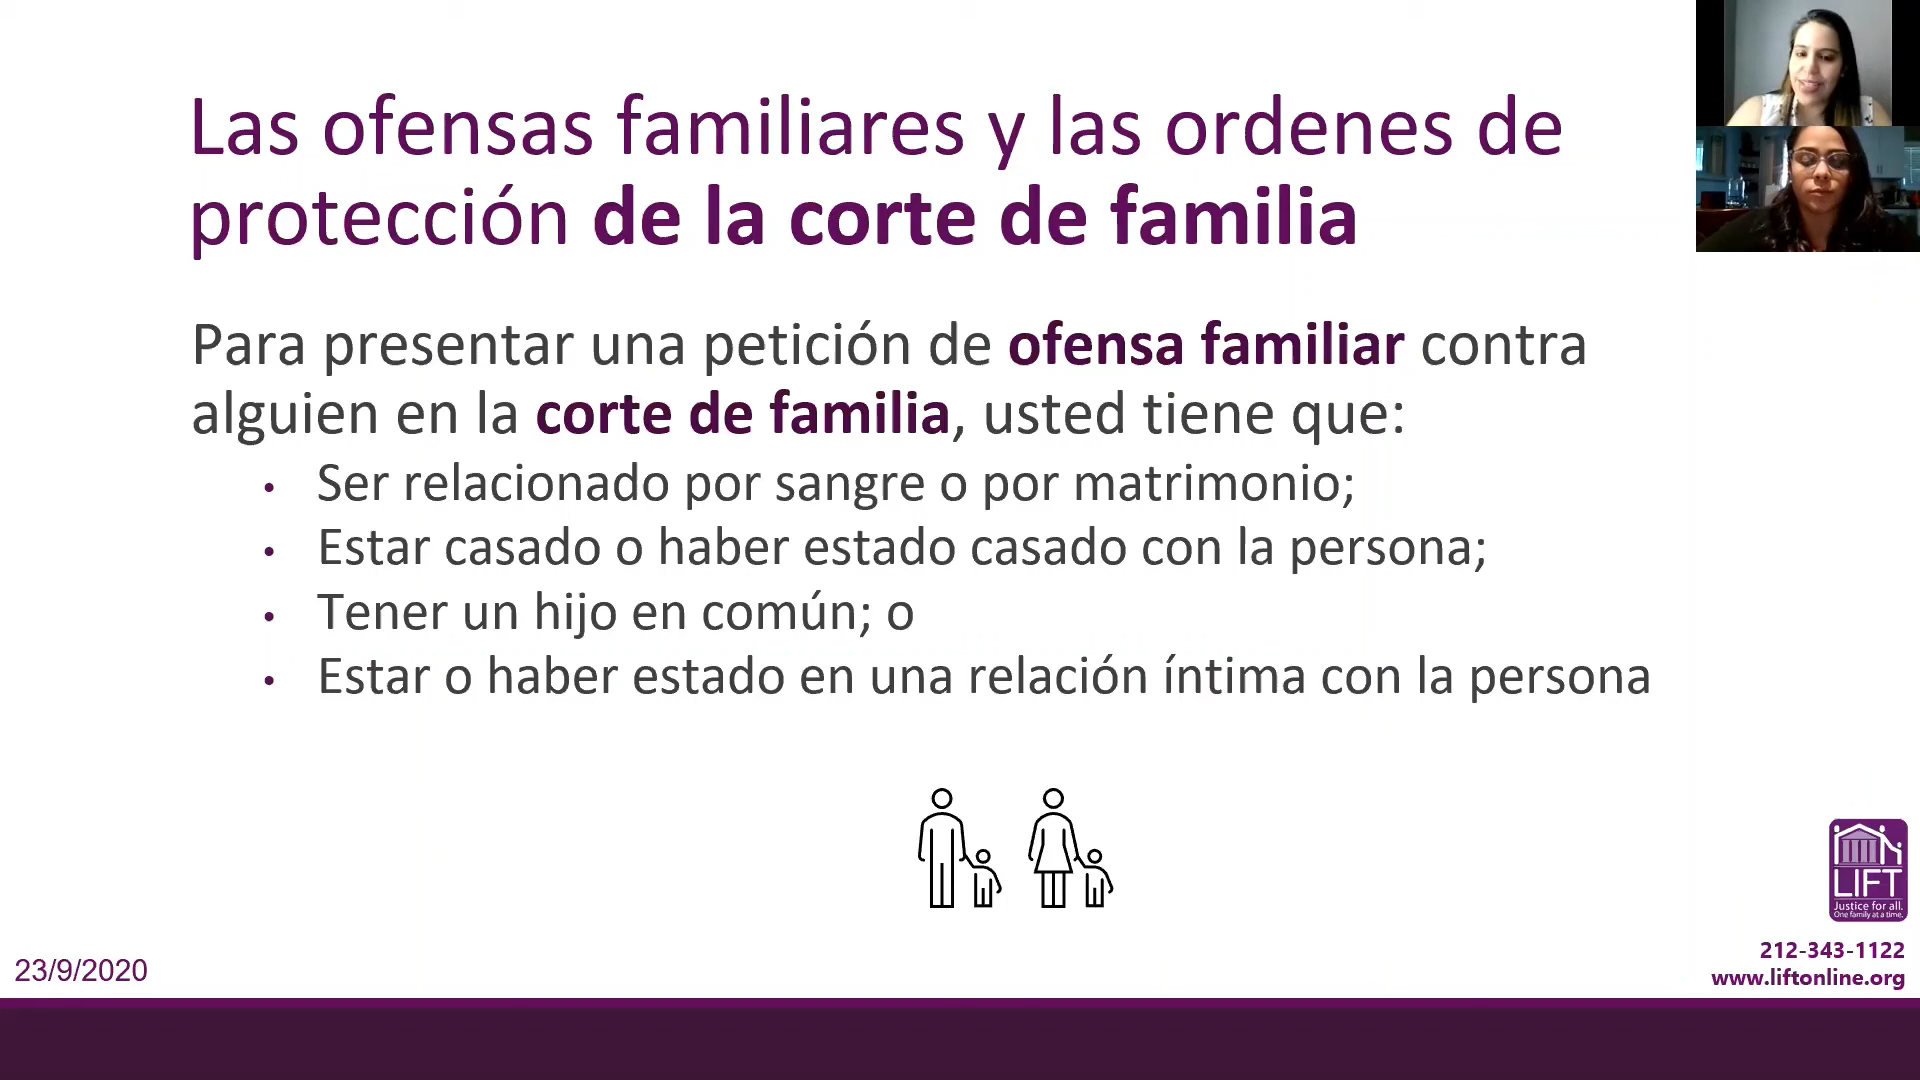 Las ofensas familiares y las ordenes de
protección de la corte de familia
Para presentar una petición de ofensa familiar contra
alguien en la corte de familia, usted tiene que:
• Ser relacionado por sangre o por matrimonio;
• Estar casado o haber estado casado con la persona;
• Tener un hijo en común; o
• Estar o haber estado en una relación íntima con la persona
LIFT
Justice for all.
One family at a time.
212-343-1122
www.liftonline.org
23/9/2020